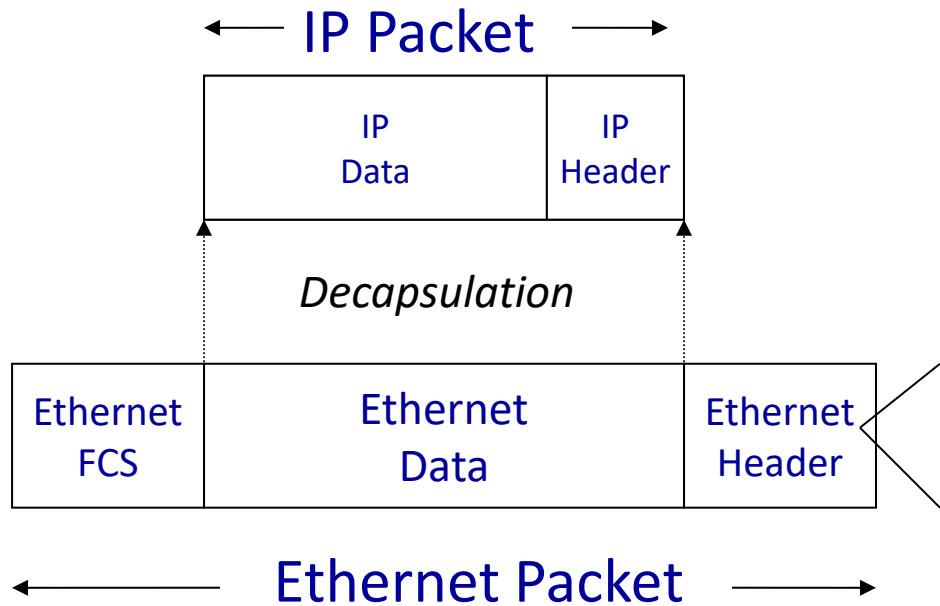 IP Packet
IP
Data
IP
Header
Decapsulation
Ethernet
FCS
Ethernet
Data
Ethernet
Header
Ethernet Packet